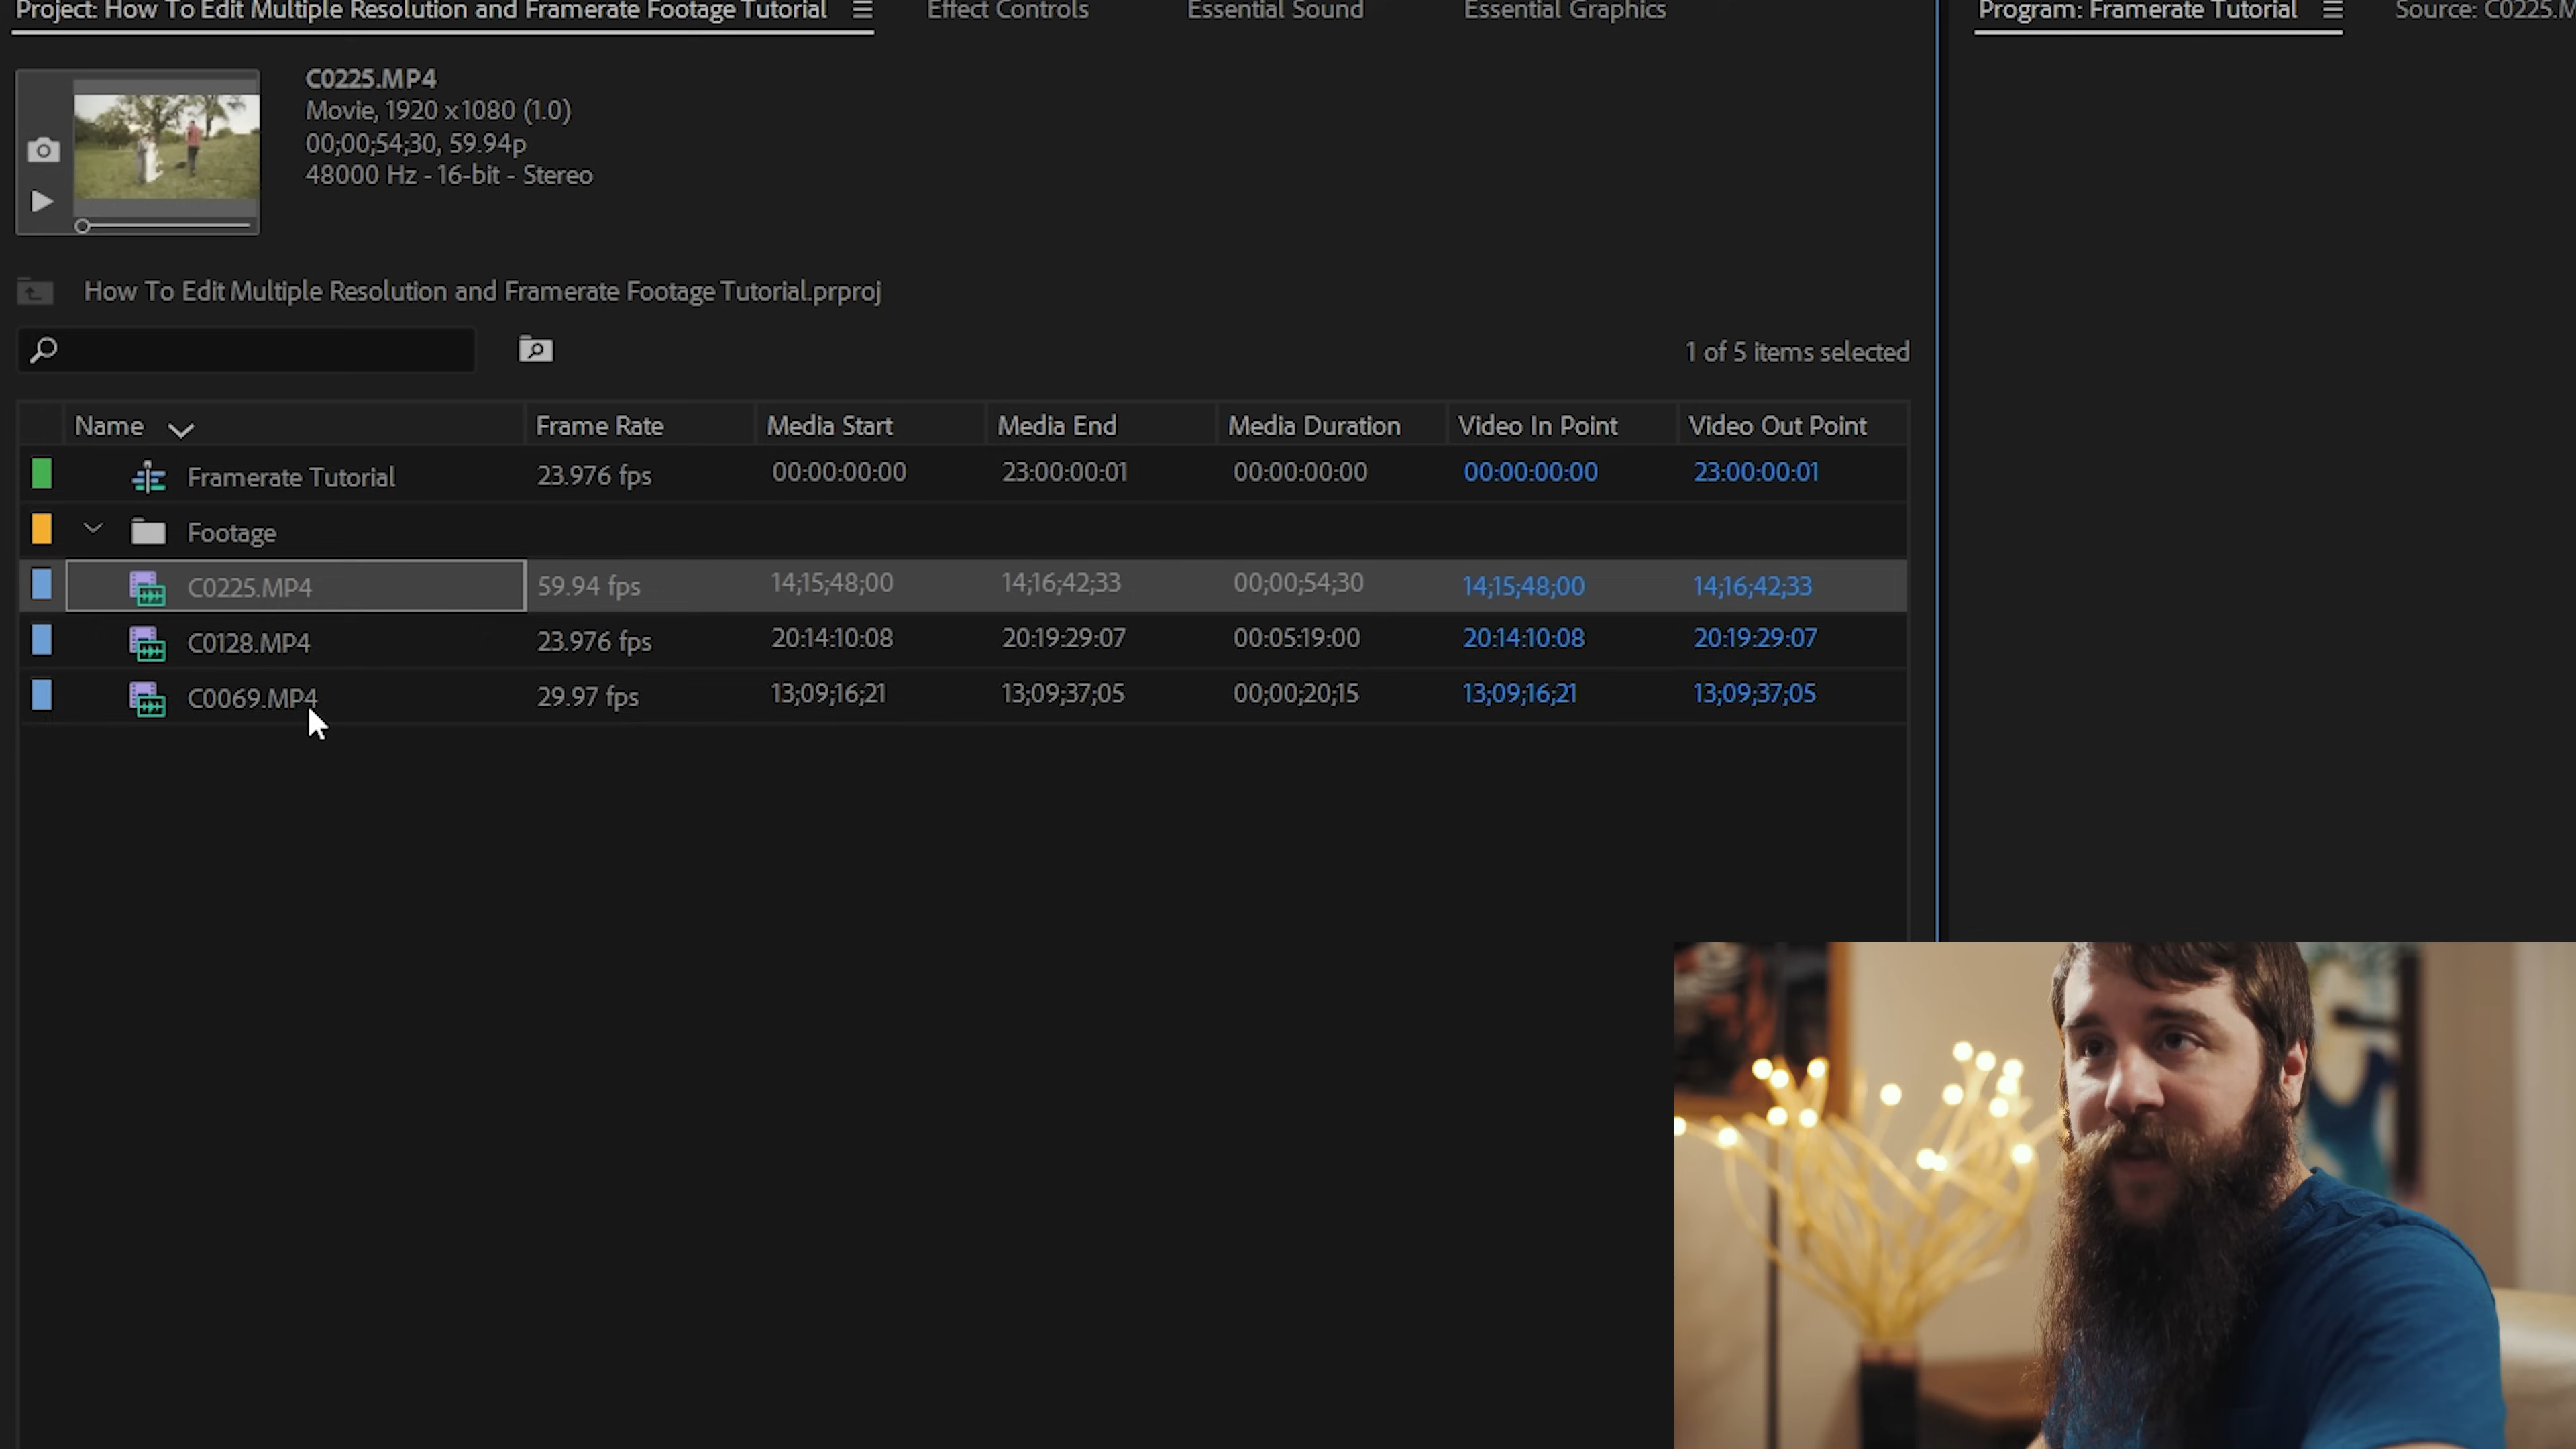 Project: How To Edit Multiple Resolution and Framerate Footage Tutorial Effect Controls Essential Sound Essential Graphics Program: Framerate Tutorial Source: C0225.M
C0225.MP4
Movie, 1920 x 1080 (1.0)
00;00;54;30, 59.94p
48000 Hz - 16-bit - Stereo
How To Edit Multiple Resolution and Framerate Footage Tutorial.prproj
1 of 5 items selected
Name Frame Rate Media Start Media End Media Duration Video In Point Video Out Point
Framerate Tutorial 23.976 fps 00:00:00:00 23:00:00:01 00:00:00:00 00:00:00:00 23:00:00:01
Footage
C0225.MP4 59.94 fps 14;15;48;00 14;16;42;33 00;00;54;30 14;15;48;00 14;16;42;33
C0128.MP4 23.976 fps 20:14:10:08 20:19:29:07 00:05:19:00 20:14:10:08 20:19:29:07
C0069.MP4 29.97 fps 13;09;16;21 13;09;37;05 00;00;20;15 13;09;16;21 13;09;37;05